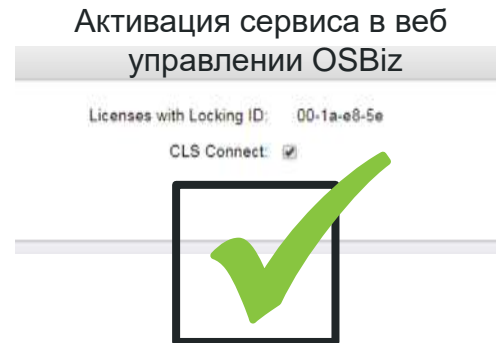 Активация сервиса в веб
управлении OSBiz
Licenses with Locking ID: 00-1a-e8-5e
CLS Connect: